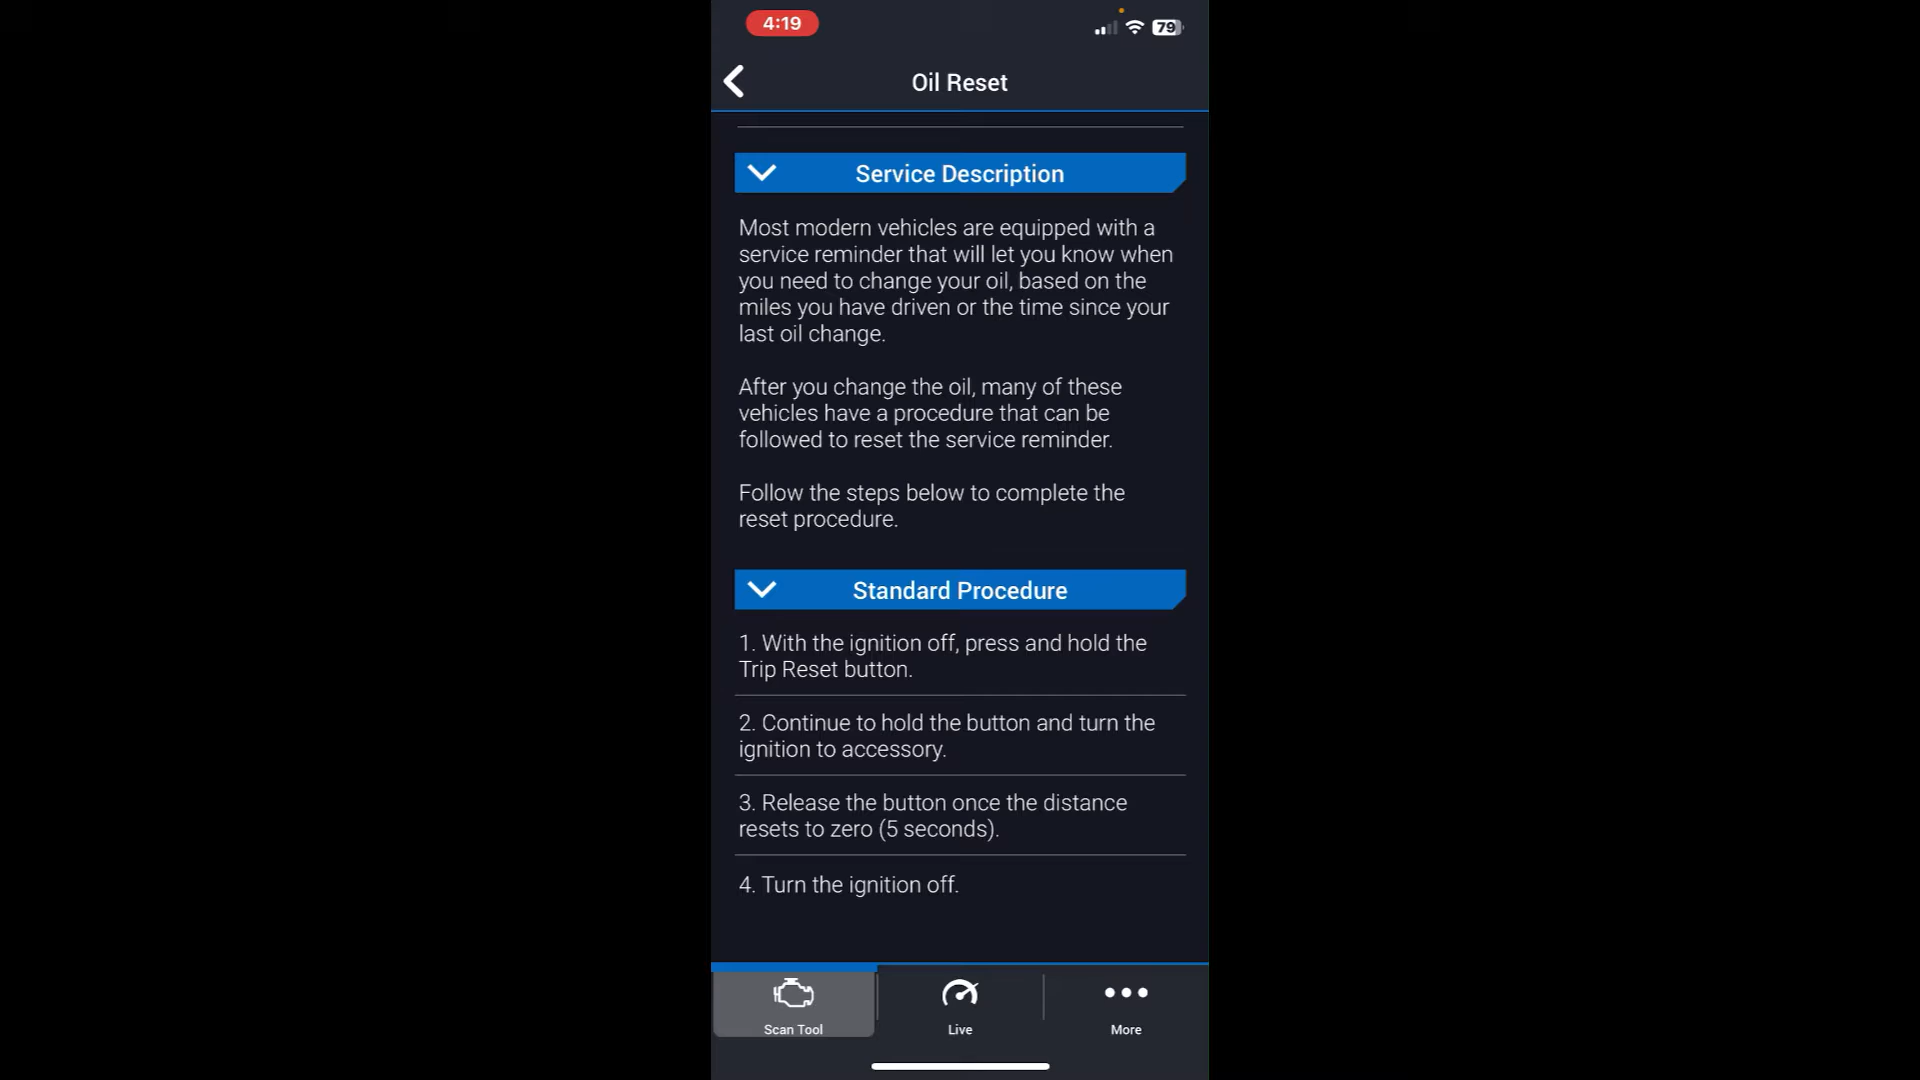 4:19
79
Oil Reset
Service Description
Most modern vehicles are equipped with a
service reminder that will let you know when
you need to change your oil, based on the
miles you have driven or the time since your
last oil change.
After you change the oil, many of these
vehicles have a procedure that can be
followed to reset the service reminder.
Follow the steps below to complete the
reset procedure.
Standard Procedure
1. With the ignition off, press and hold the
Trip Reset button.
2. Continue to hold the button and turn the
ignition to accessory.
3. Release the button once the distance
resets to zero (5 seconds).
4. Turn the ignition off.
Scan Tool
Live
More